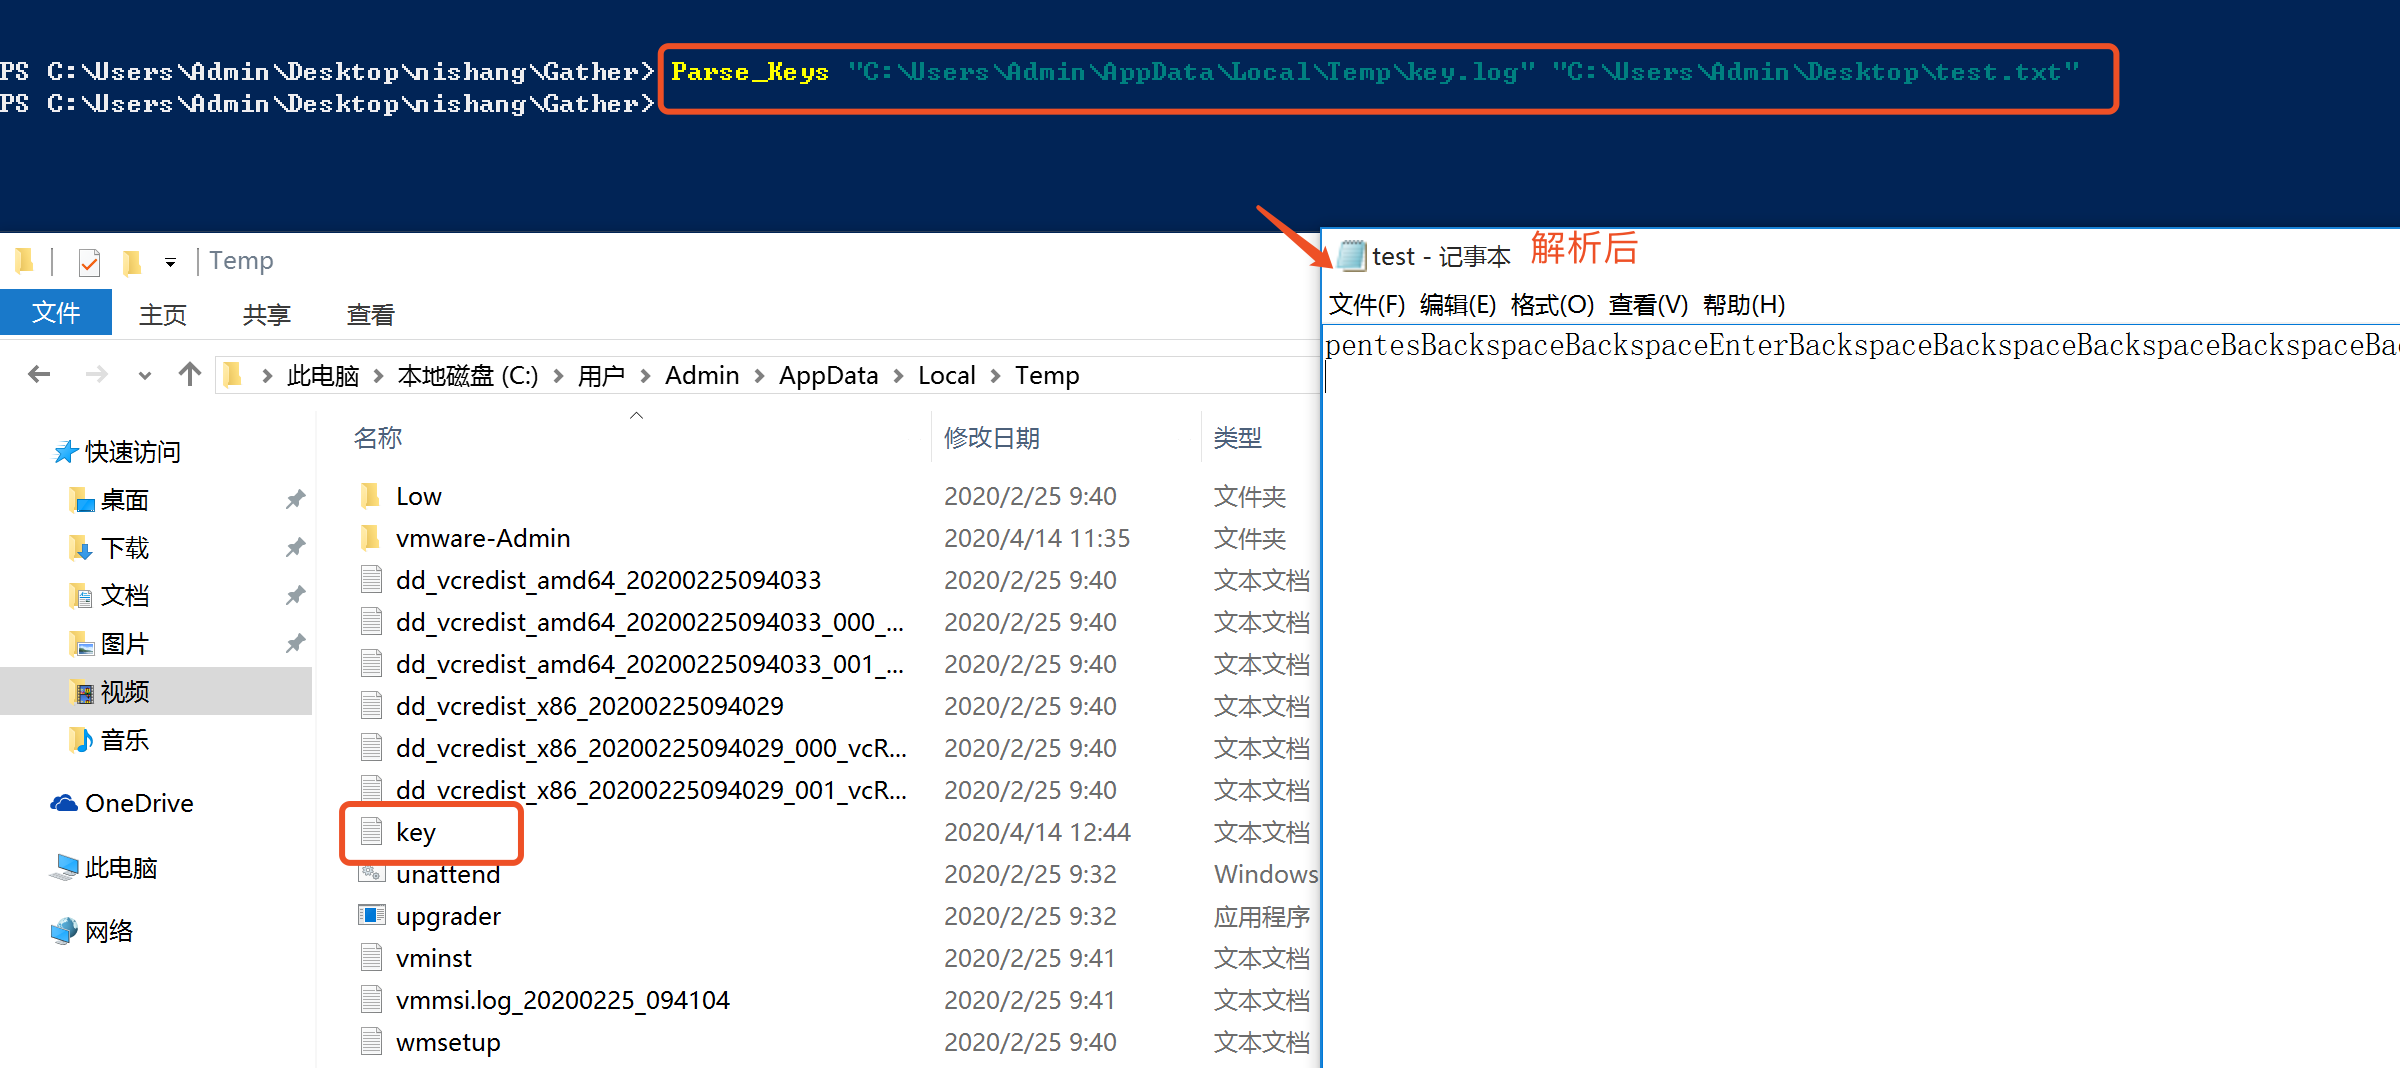 PS C:\Users\Admin\Desktop\nishang\Gather> Parse_Keys "C:\Users\Admin\AppData\Local\Temp\key.log" "C:\Users\Admin\Desktop\test.txt"
PS C:\Users\Admin\Desktop\nishang\Gather>
Temp
文件 主页 共享 查看
此电脑 > 本地磁盘 (C:) > 用户 > Admin > AppData > Local > Temp
快速访问
桌面
下载
文档
图片
视频
音乐
OneDrive
此电脑
网络
名称 修改日期 类型
Low 2020/2/25 9:40 文件夹
vmware-Admin 2020/4/14 11:35 文件夹
dd_vcredist_amd64_20200225094033 2020/2/25 9:40 文本文档
dd_vcredist_amd64_20200225094033_000_... 2020/2/25 9:40 文本文档
dd_vcredist_amd64_20200225094033_001_... 2020/2/25 9:40 文本文档
dd_vcredist_x86_20200225094029 2020/2/25 9:40 文本文档
dd_vcredist_x86_20200225094029_000_vcR... 2020/2/25 9:40 文本文档
dd_vcredist_x86_20200225094029_001_vcR... 2020/2/25 9:40 文本文档
key 2020/4/14 12:44 文本文档
unattend 2020/2/25 9:32 Windows
upgrader 2020/2/25 9:32 应用程序
vminst 2020/2/25 9:41 文本文档
vmmsi.log_20200225_094104 2020/2/25 9:41 文本文档
wmsetup 2020/2/25 9:40 文本文档
test - 记事本 解析后
文件(F) 编辑(E) 格式(O) 查看(V) 帮助(H)
pentesBackspaceBackspaceEnterBackspaceBackspaceBackspaceBackspaceBa